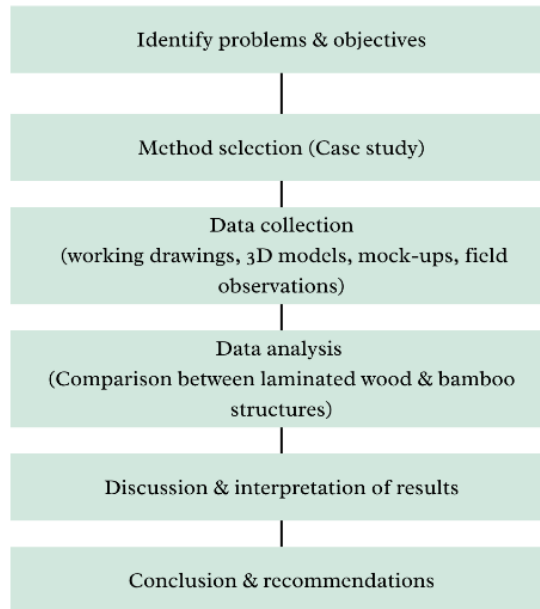 Identify problems & objectives
Method selection (Case study)
Data collection
(working drawings, 3D models, mock-ups, field
observations)
Data analysis
(Comparison between laminated wood & bamboo
structures)
Discussion & interpretation of results
Conclusion & recommendations